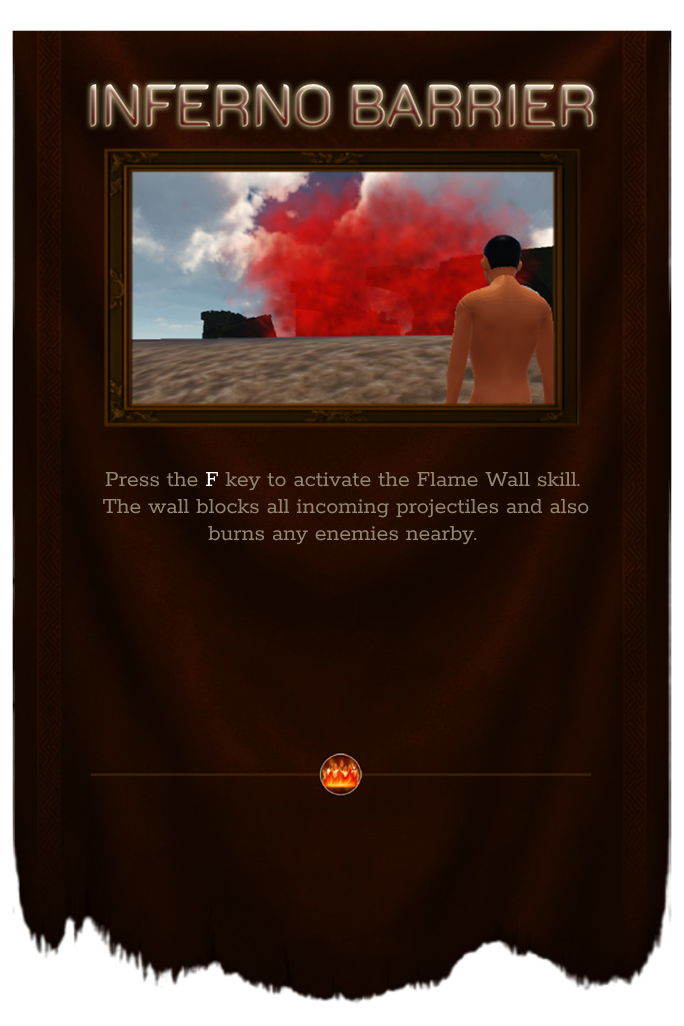 INFERNO BARRIER
Press the F key to activate the Flame Wall skill.
The wall blocks all incoming projectiles and also
burns any enemies nearby.